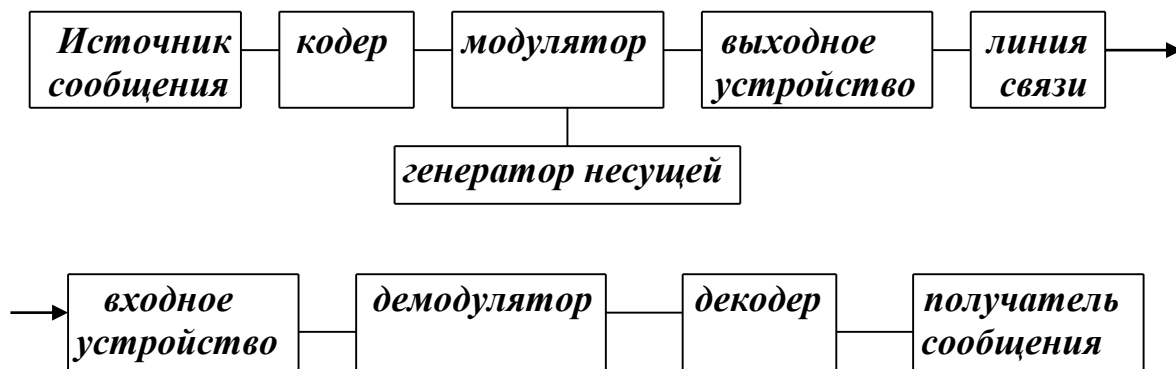 Источник
сообщения
кодер
модулятор
выходное
устройство
линия
связи
генератор несущей
входное
устройство
демодулятор
декодер
получатель
сообщения